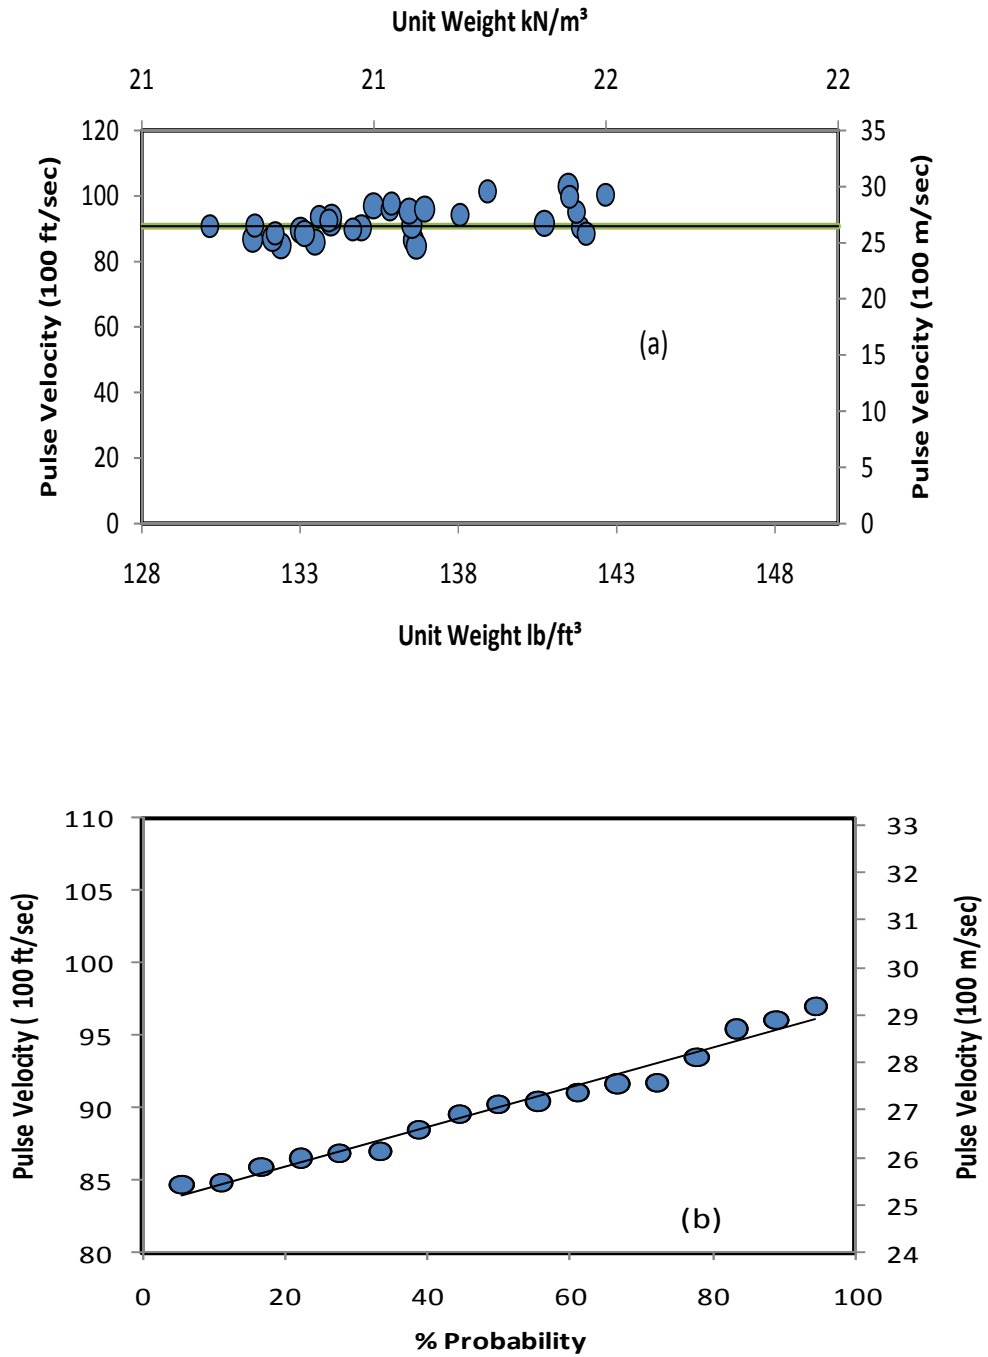 Unit Weight kN/m³
21 21 22 22
120 35
100 30
80 25
60 20
40 15
20 10
0 5
0
Pulse Velocity (100 ft/sec)
Pulse Velocity (100 m/sec)
(a)
128 133 138 143 148
Unit Weight lb/ft³
110 33
105 32
100 31
95 30
90 29
85 28
80 27
26
25
24
Pulse Velocity ( 100 ft/sec)
Pulse Velocity (100 m/sec)
(b)
0 20 40 60 80 100
% Probability